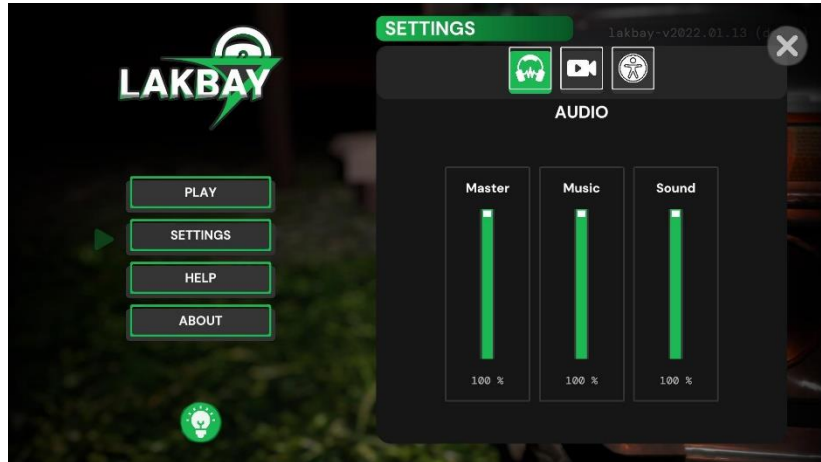 LAKBAY
PLAY
SETTINGS
HELP
ABOUT
SETTINGS
lakbay-v2022.01.13
AUDIO
Master
Music
Sound
100 %
100 %
100 %